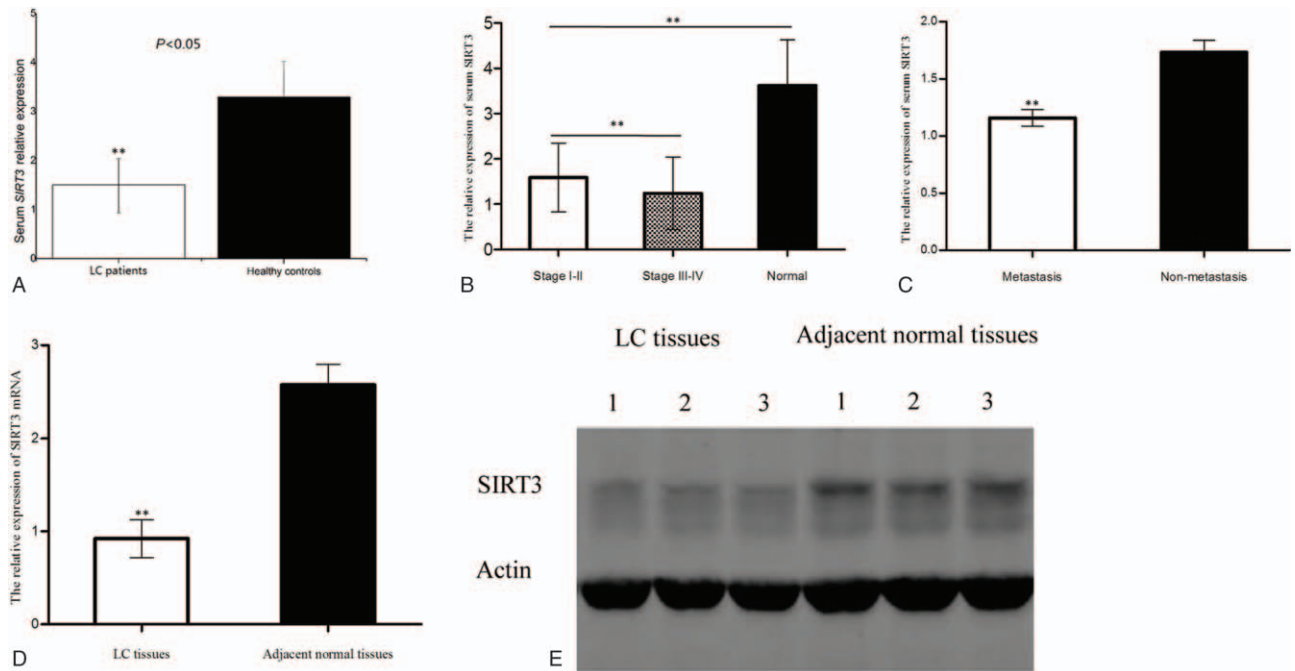 P<0.05
**
Serum SIRT3 relative expression
5
4
3
2
1
0
LC patients
Healthy controls
A
The relative expression of serum SIRT3
5
4
3
2
1
0
**
**
Stage I-II
Stage III-IV
Normal
B
The relative expression of serum SIRT3
2.0
1.5
1.0
0.5
0.0
**
Metastasis
Non-metastasis
C
The relative expression of SIRT3 mRNA
3
2
1
0
**
LC tissues
Adjacent normal tissues
D
LC tissues
Adjacent normal tissues
1 2 3 1 2 3
SIRT3
Actin
E